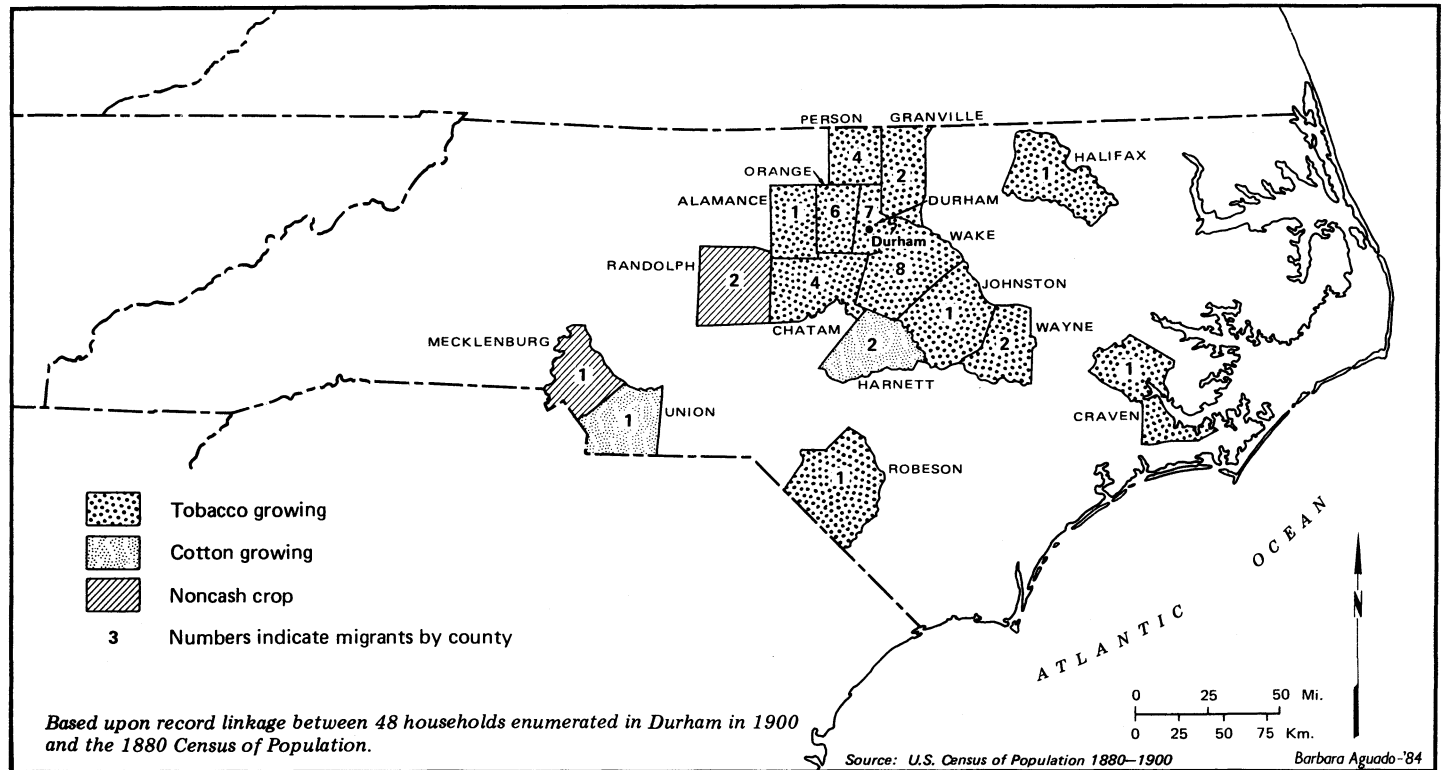 PERSON GRANVILLE
4
HALIFAX
ORANGE
2
1
ALAMANCE
DURHAM
1 6 7
Durham
WAKE
RANDOLPH
8
2
4
JOHNSTON
CHATAM
1
WAYNE
MECKLENBURG
2
2
HARNETT
1
1
CRAVEN
UNION
1
ROBESON
1
Tobacco growing
Cotton growing
Noncash crop
3 Numbers indicate migrants by county
ATLANTIC OCEAN
N
0 25 50 Mi.
0 25 50 75 Km.
Based upon record linkage between 48 households enumerated in Durham in 1900
and the 1880 Census of Population.
Source: U.S. Census of Population 1880–1900
Barbara Aguado-'84